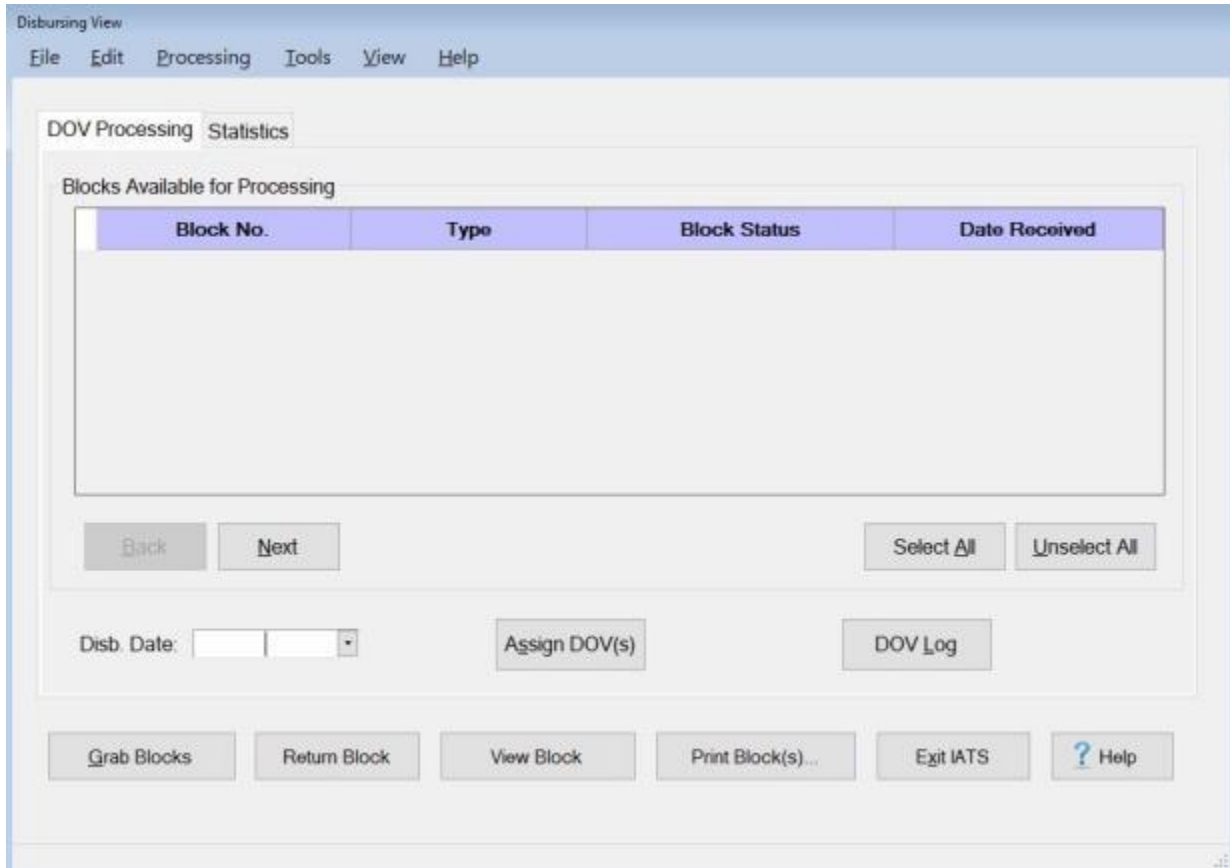 Disbursing View
File Edit Processing Tools View Help
DOV Processing Statistics
Blocks Available for Processing
Block No. Type Block Status Date Received
Back Next Select All Unselect All
Disb. Date: Assign DOV(s) DOV Log
Grab Blocks Return Block View Block Print Block(s)... Exit IATS ? Help